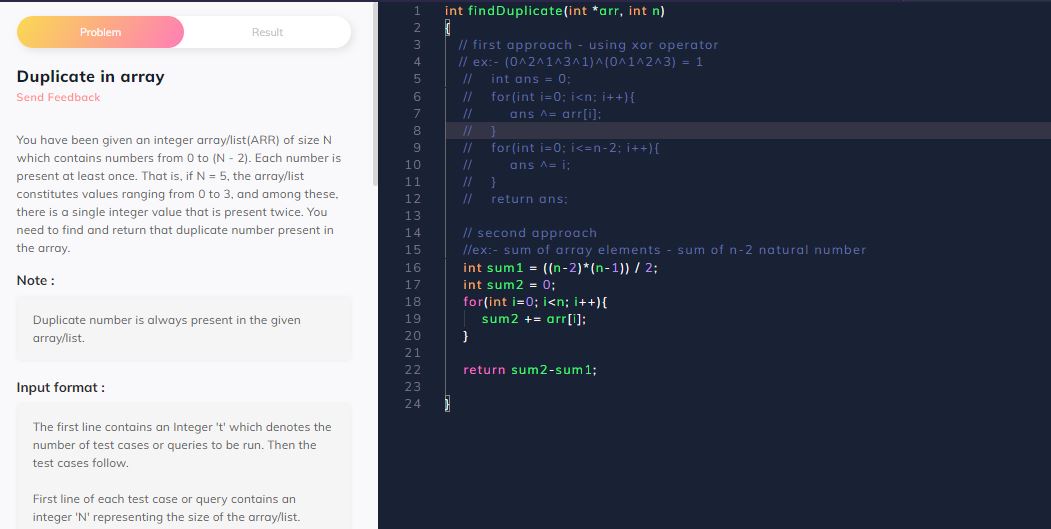 Problem
Result
Duplicate in array
Send Feedback
You have been given an integer array/list(ARR) of size N
which contains numbers from 0 to (N - 2). Each number is
present at least once. That is, if N = 5, the array/list
constitutes values ranging from 0 to 3, and among these,
there is a single integer value that is present twice. You
need to find and return that duplicate number present in
the array.
Note :
Duplicate number is always present in the given
array/list.
Input format :
The first line contains an Integer 't' which denotes the
number of test cases or queries to be run. Then the
test cases follow.
First line of each test case or query contains an
integer 'N' representing the size of the array/list.
1 int findDuplicate(int *arr, int n)
2 {
3 // first approach - using xor operator
4 // ex:- (0^2^1^3^1)^(0^1^2^3) = 1
5 // int ans = 0;
6 // for(int i=0; i<n; i++){
7 // ans ^= arr[i];
8 // }
9 // for(int i=0; i<=n-2; i++){
10 // ans ^= i;
11 // }
12 // return ans;
13
14 // second approach
15 //ex:- sum of array elements - sum of n-2 natural number
16 int sum1 = ((n-2)*(n-1)) / 2;
17 int sum2 = 0;
18 for(int i=0; i<n; i++){
19 sum2 += arr[i];
20 }
21
22 return sum2-sum1;
23
24 }